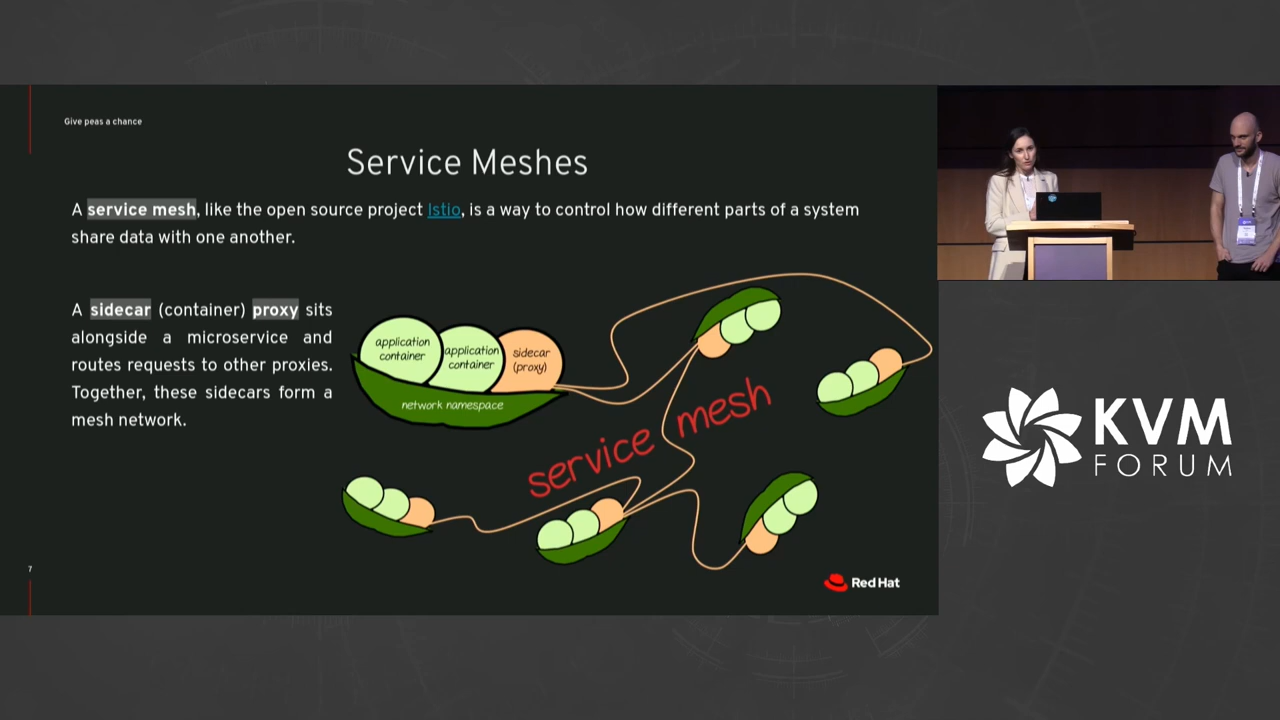 Give peas a chance
Service Meshes
A service mesh, like the open source project Istio, is a way to control how different parts of a system
share data with one another.
A sidecar (container) proxy sits
alongside a microservice and
routes requests to other proxies.
Together, these sidecars form a
mesh network.
application
container
application
container
sidecar
(proxy)
network namespace
service mesh
7
Red Hat
KVM
FORUM